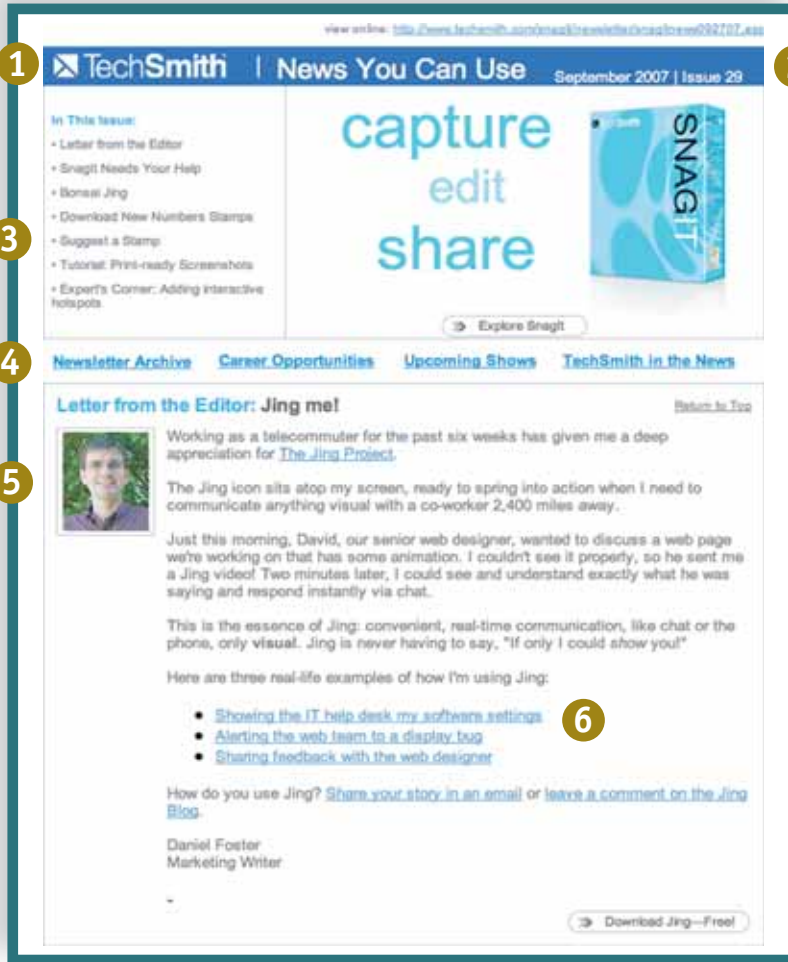 view online: http://www.techsmith.com/snagit/newsletter/snagitnews092707.asp
1
TechSmith | News You Can Use September 2007 | Issue 29
In This Issue:
• Letter from the Editor
• SnagIt Needs Your Help
• Bonsai Jing
• Download New Numbers Stamps
3
• Suggest a Stamp
• Tutorial: Print-ready Screenshots
• Expert's Corner: Adding interactive
hotspots
capture
edit
share
SNAGIT
Explore SnagIt
4
Newsletter Archive Career Opportunities Upcoming Shows TechSmith in the News
Letter from the Editor: Jing me!
Return to Top
5
Working as a telecommuter for the past six weeks has given me a deep
appreciation for The Jing Project.
The Jing icon sits atop my screen, ready to spring into action when I need to
communicate anything visual with a co-worker 2,400 miles away.
Just this morning, David, our senior web designer, wanted to discuss a web page
we're working on that has some animation. I couldn't see it properly, so he sent me
a Jing video! Two minutes later, I could see and understand exactly what he was
saying and respond instantly via chat.
This is the essence of Jing: convenient, real-time communication, like chat or the
phone, only visual. Jing is never having to say, "If only I could show you!"
Here are three real-life examples of how I'm using Jing:
• Showing the IT help desk my software settings
6
• Alerting the web team to a display bug
• Sharing feedback with the web designer
How do you use Jing? Share your story in an email or leave a comment on the Jing
Blog.
Daniel Foster
Marketing Writer
-
Download Jing—Free!